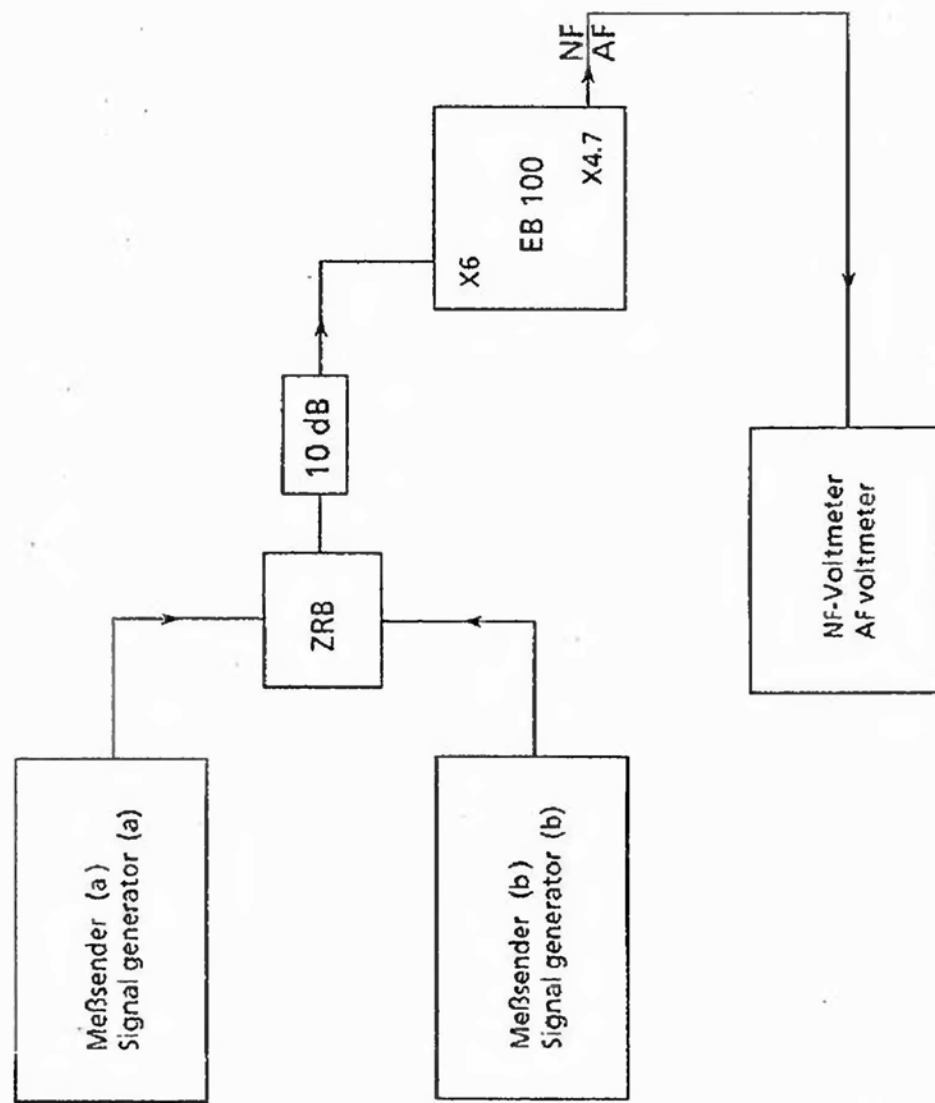 Meßsender (a)
Signal generator (a)
Meßsender (b)
Signal generator (b)
ZRB
10 dB
X6
EB 100
X4.7
NF
AF
NF-Voltmeter
AF voltmeter